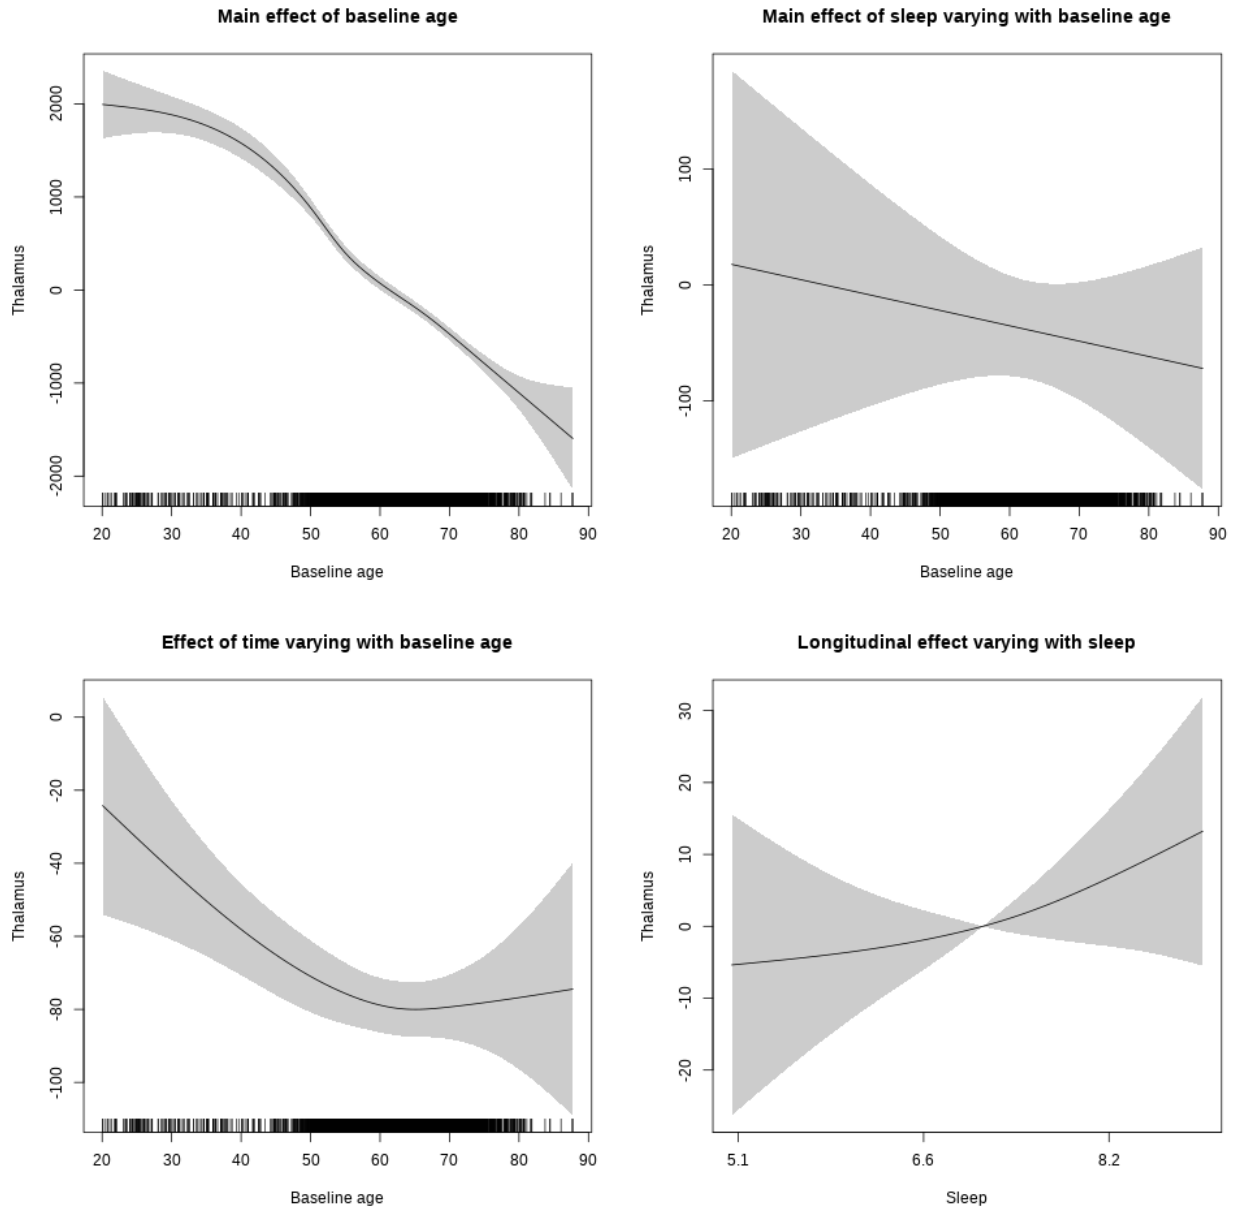 Main effect of baseline age
Thalamus
2000
1000
0
-1000
-2000
20 30 40 50 60 70 80 90
Baseline age
Main effect of sleep varying with baseline age
Thalamus
100
0
-100
20 30 40 50 60 70 80 90
Baseline age
Effect of time varying with baseline age
Thalamus
0
-20
-40
-60
-80
-100
20 30 40 50 60 70 80 90
Baseline age
Longitudinal effect varying with sleep
Thalamus
30
20
10
0
-10
-20
5.1 6.6 8.2
Sleep